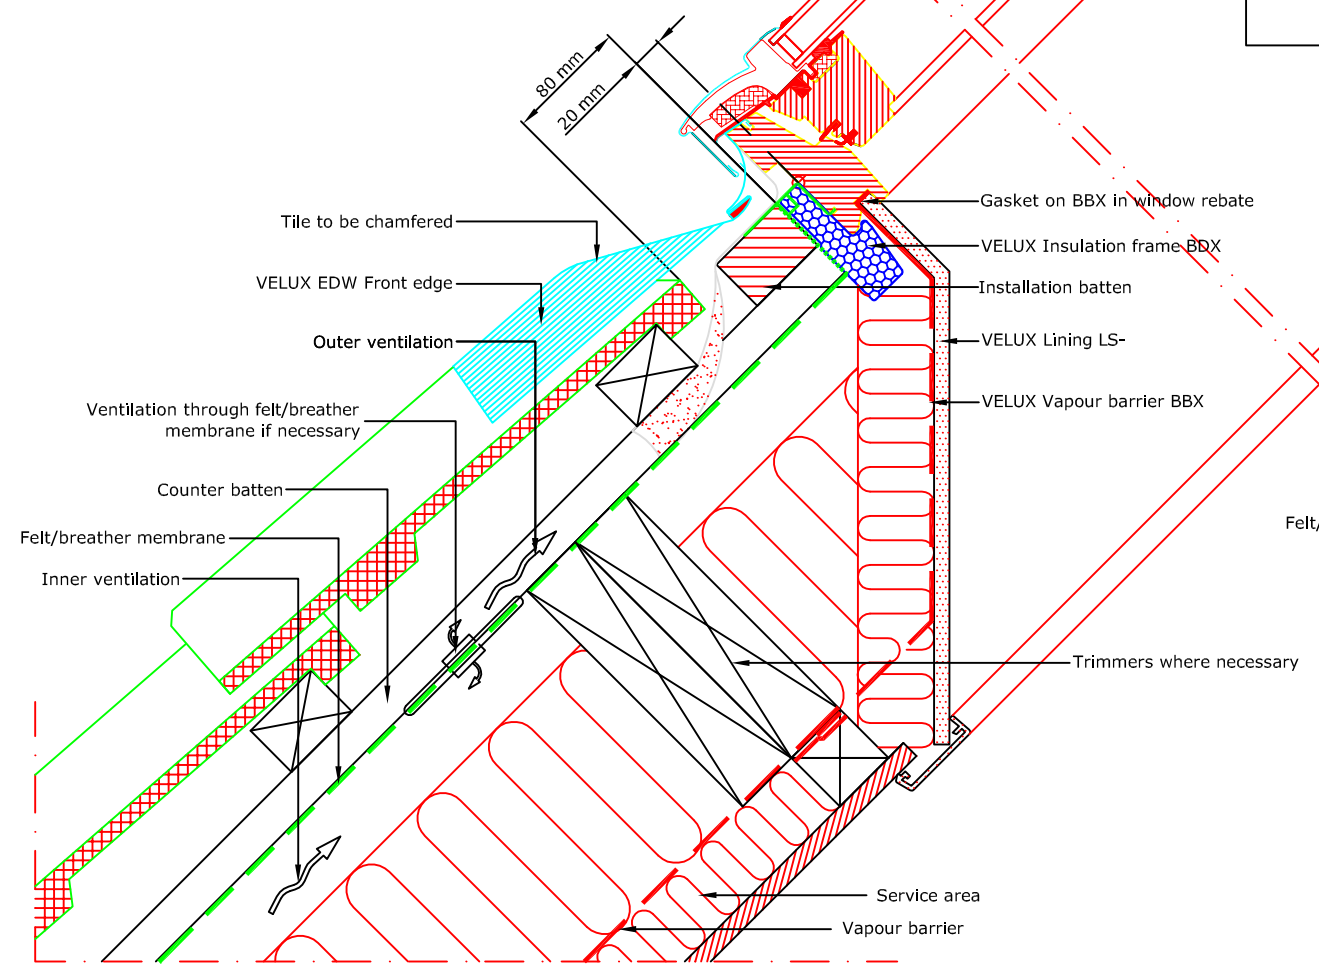 80 mm
20 mm
Tile to be chamfered
VELUX EDW Front edge
Outer ventilation
Ventilation through felt/breather
membrane if necessary
Counter batten
Felt/breather membrane
Inner ventilation
Gasket on BBX in window rebate
VELUX Insulation frame BDX
Installation batten
VELUX Lining LS-
VELUX Vapour barrier BBX
Felt/
Trimmers where necessary
Service area
Vapour barrier